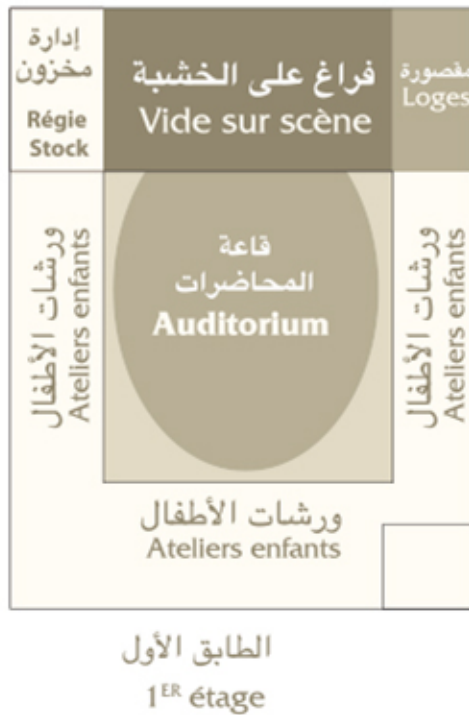 إدارة
مخزون
Régie
Stock
فراغ على الخشبة
Vide sur scène
مقصورة
Loges
ورشات الأطفال
Ateliers enfants
قاعة
المحاضرات
Auditorium
ورشات الأطفال
Ateliers enfants
ورشات الأطفال
Ateliers enfants
الطابق الأول
1ER étage